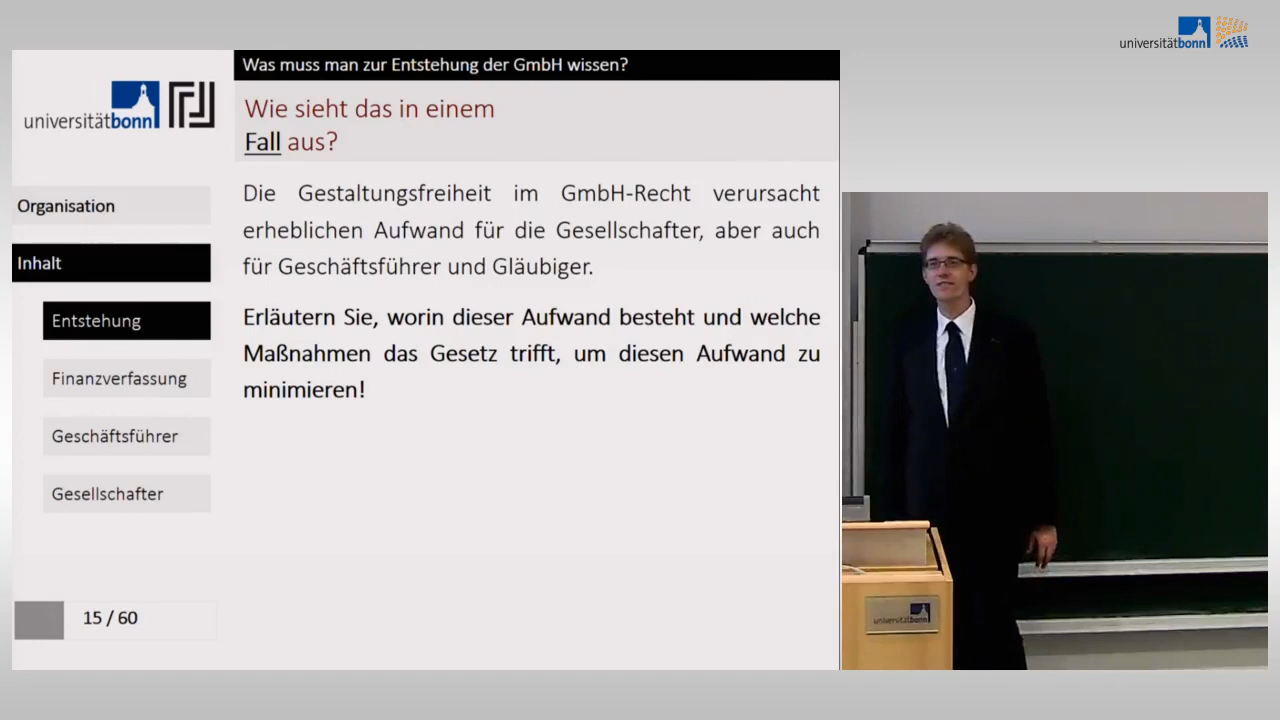 universitätbonn
Was muss man zur Entstehung der GmbH wissen?
universitätbonn
Wie sieht das in einem
Fall aus?
Organisation
Inhalt
Entstehung
Finanzverfassung
Geschäftsführer
Gesellschafter
15 / 60
Die Gestaltungsfreiheit im GmbH-Recht verursacht
erheblichen Aufwand für die Gesellschafter, aber auch
für Geschäftsführer und Gläubiger.
Erläutern Sie, worin dieser Aufwand besteht und welche
Maßnahmen das Gesetz trifft, um diesen Aufwand zu
minimieren!
universitätbonn